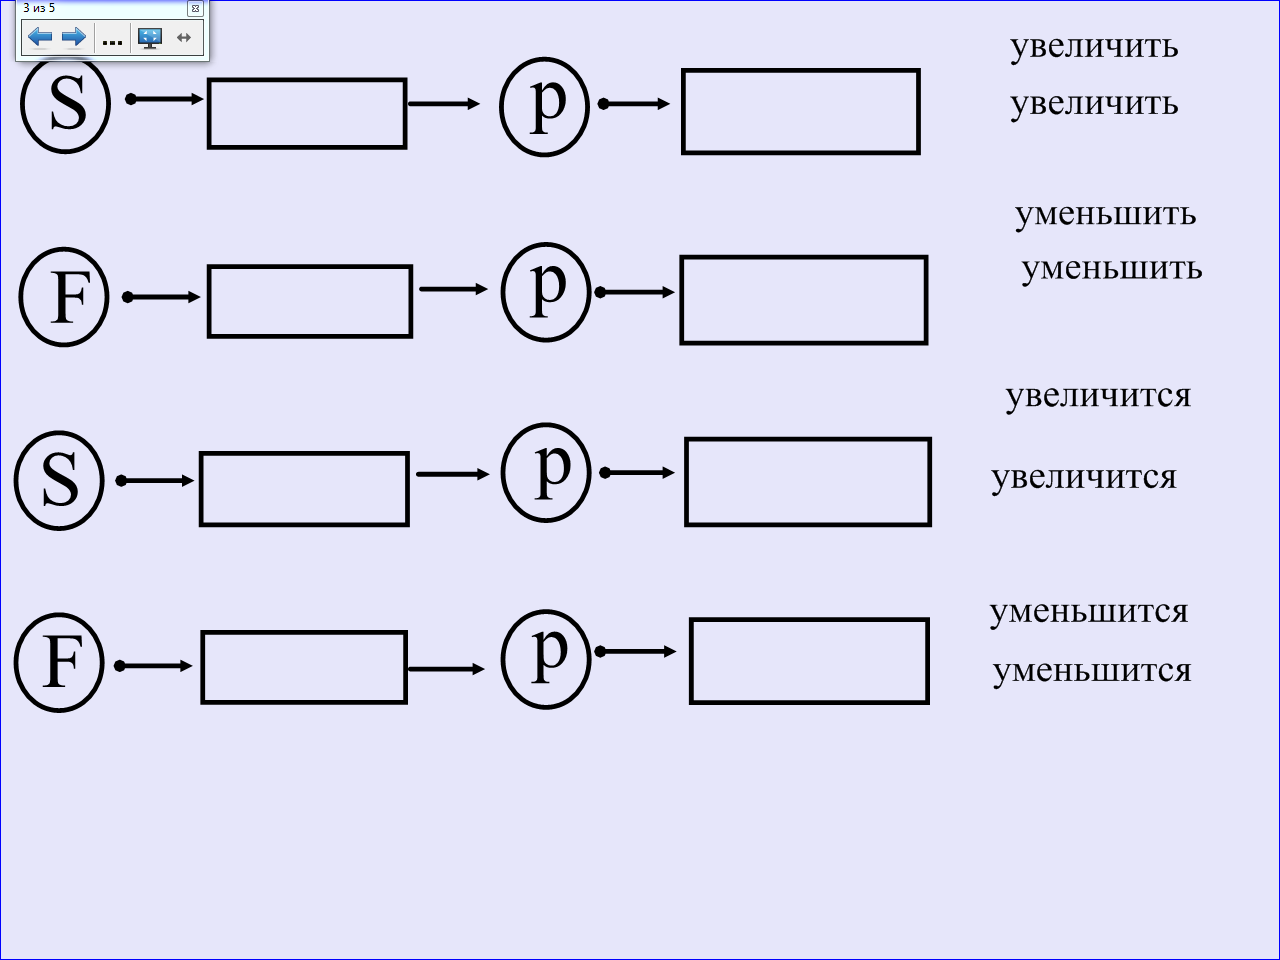 3 из 5
...
S p увеличить
увеличить
уменьшить
F p уменьшить
увеличится
S p увеличится
уменьшится
F p уменьшится